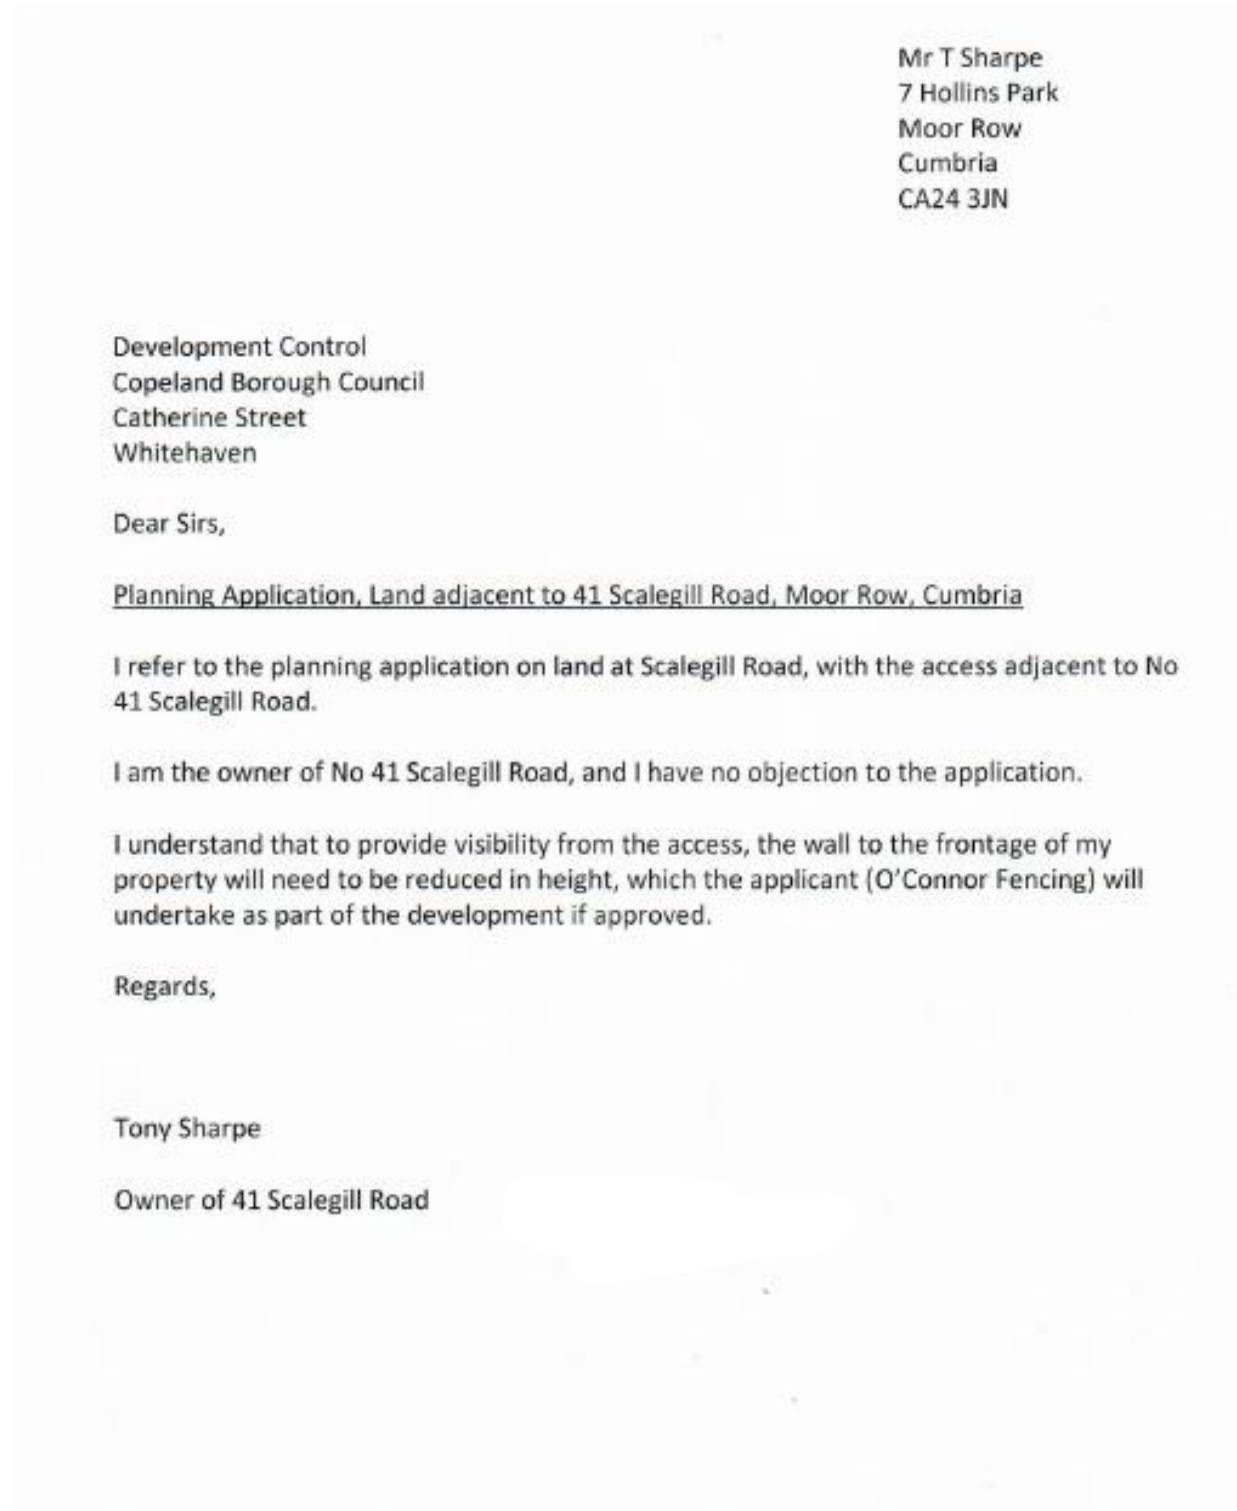 Mr T Sharpe
7 Hollins Park
Moor Row
Cumbria
CA24 3JN
Development Control
Copeland Borough Council
Catherine Street
Whitehaven
Dear Sirs,
Planning Application, Land adjacent to 41 Scalegill Road, Moor Row, Cumbria
I refer to the planning application on land at Scalegill Road, with the access adjacent to No
41 Scalegill Road.
I am the owner of No 41 Scalegill Road, and I have no objection to the application.
I understand that to provide visibility from the access, the wall to the frontage of my
property will need to be reduced in height, which the applicant (O'Connor Fencing) will
undertake as part of the development if approved.
Regards,
Tony Sharpe
Owner of 41 Scalegill Road